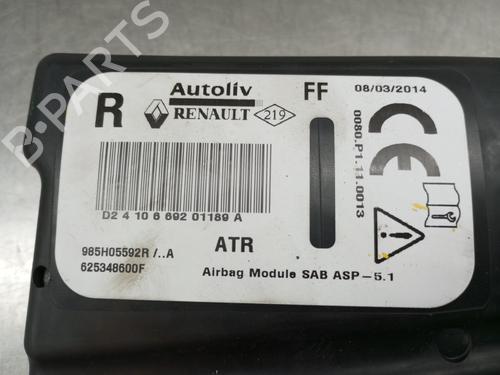 B-PARTS
R
Autoliv
RENAULT
219
FF
08/03/2014
0080.P1.11.0013
CE
D2 4 10 6 692 01189 A
985H05592R /..A
625348600F
ATR
Airbag Module SAB ASP-5.1